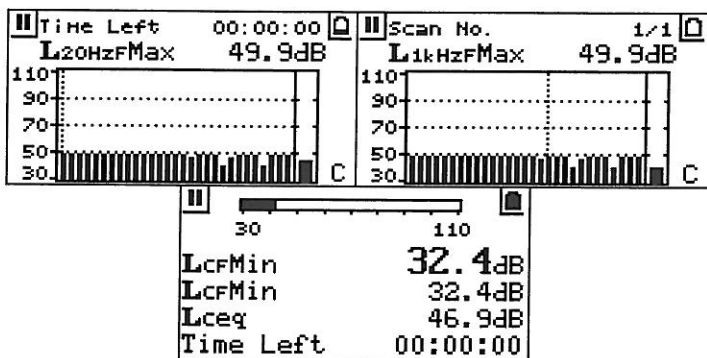 Time Left 00:00:00
L20HzFMax 49.9dB
110
90
70
50
30
C
Scan No. 1/1
L1kHzFMax 49.9dB
110
90
70
50
30
C
30 110
LCFMin 32.4dB
LCFMin 32.4dB
Lceq 46.9dB
Time Left 00:00:00